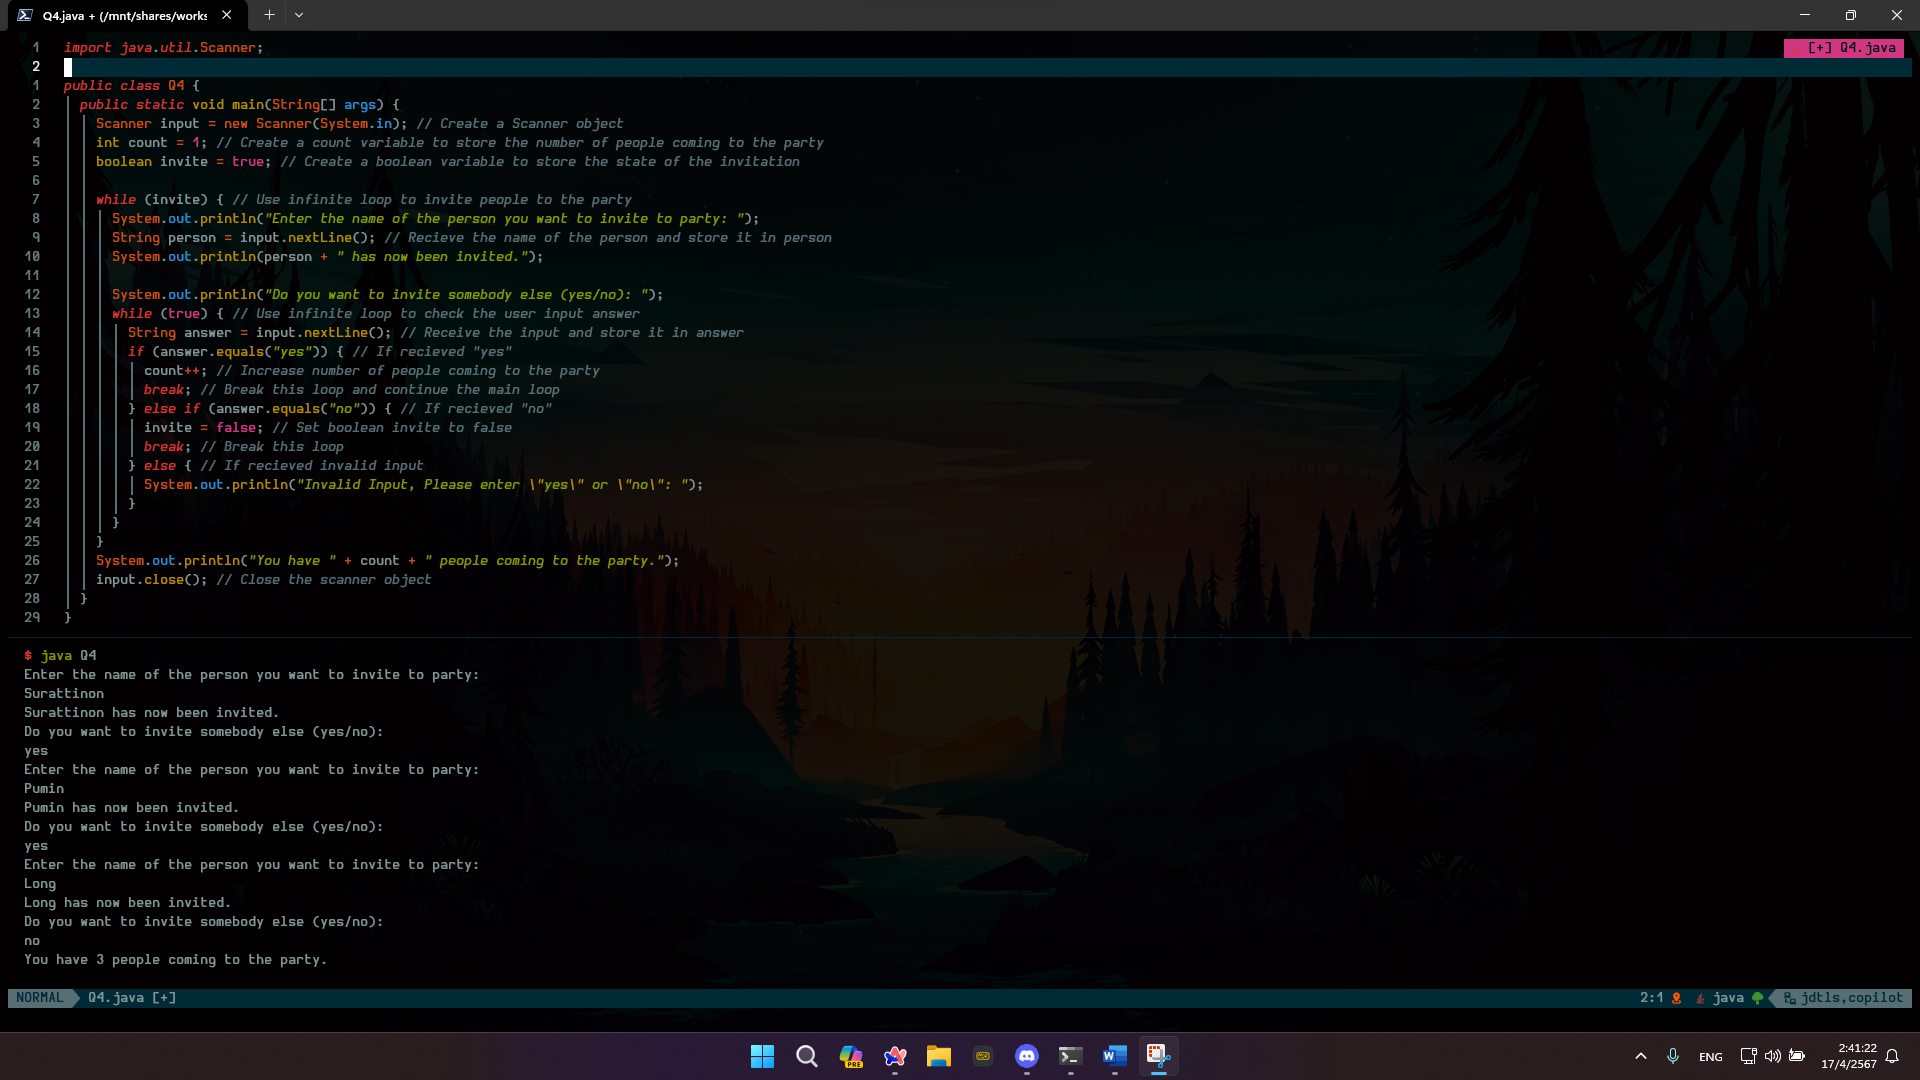 Q4.java + (/mnt/shares/works
1 import java.util.Scanner;
[+] Q4.java
2
1 public class Q4 {
2 public static void main(String[] args) {
3 Scanner input = new Scanner(System.in); // Create a Scanner object
4 int count = 1; // Create a count variable to store the number of people coming to the party
5 boolean invite = true; // Create a boolean variable to store the state of the invitation
6
7 while (invite) { // Use infinite loop to invite people to the party
8 System.out.println("Enter the name of the person you want to invite to party: ");
9 String person = input.nextLine(); // Recieve the name of the person and store it in person
10 System.out.println(person + " has now been invited.");
11
12 System.out.println("Do you want to invite somebody else (yes/no): ");
13 while (true) { // Use infinite loop to check the user input answer
14 String answer = input.nextLine(); // Receive the input and store it in answer
15 if (answer.equals("yes")) { // If recieved "yes"
16 count++; // Increase number of people coming to the party
17 break; // Break this loop and continue the main loop
18 } else if (answer.equals("no")) { // If recieved "no"
19 invite = false; // Set boolean invite to false
20 break; // Break this loop
21 } else { // If recieved invalid input
22 System.out.println("Invalid Input, Please enter \"yes\" or \"no\": ");
23 }
24 }
25 }
26 System.out.println("You have " + count + " people coming to the party.");
27 input.close(); // Close the scanner object
28 }
29 }
$ java Q4
Enter the name of the person you want to invite to party:
Surattinon
Surattinon has now been invited.
Do you want to invite somebody else (yes/no):
yes
Enter the name of the person you want to invite to party:
Pumin
Pumin has now been invited.
Do you want to invite somebody else (yes/no):
yes
Enter the name of the person you want to invite to party:
Long
Long has now been invited.
Do you want to invite somebody else (yes/no):
no
You have 3 people coming to the party.
NORMAL Q4.java [+]
2:1 java jdtls,copilot
PRE
W
ENG
2:41:22
17/4/2567